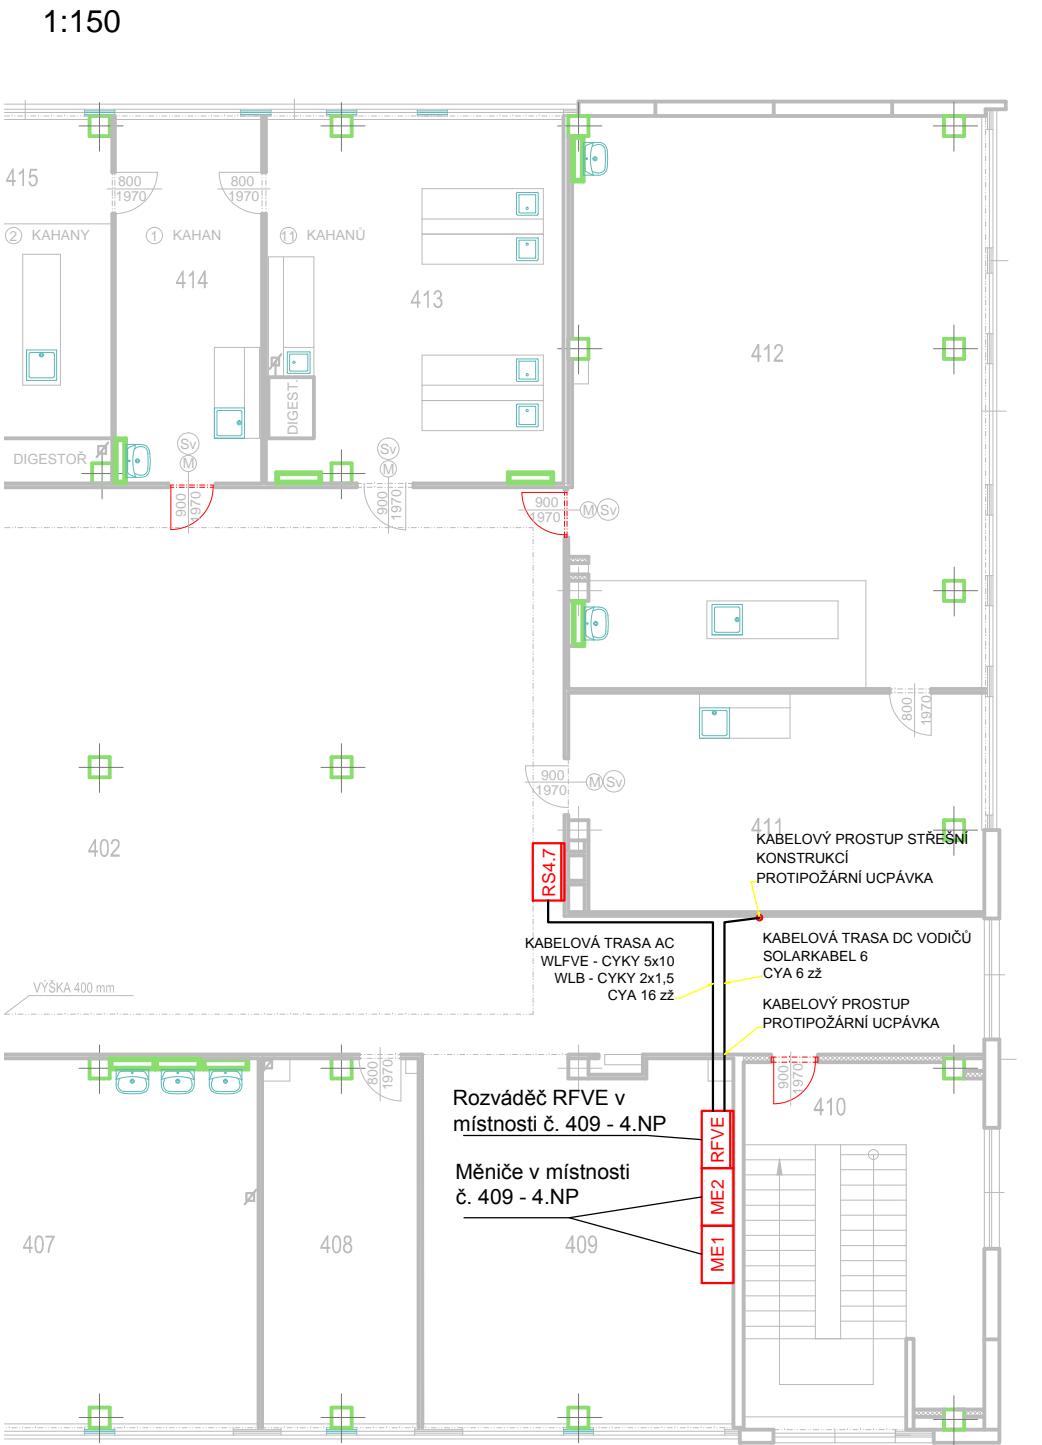 1:150
415
800
1970
800
1970
2 KAHANY
1 KAHAN
11 KAHANŮ
414
413
412
DIGEST.
DIGESTOŘ
Sv
M
Sv
M
900
1970
900
1970
900
1970
M Sv
800
1970
900
1970
M Sv
402
411
KABELOVÝ PROSTUP STŘEŠNÍ
KONSTRUKCÍ
PROTIPOŽÁRNÍ UCPÁVKA
RS4.7
KABELOVÁ TRASA AC
WLFVE - CYKY 5x10
WLB - CYKY 2x1,5
CYA 16 zž
KABELOVÁ TRASA DC VODIČŮ
SOLARKABEL 6
CYA 6 zž
KABELOVÝ PROSTUP
PROTIPOŽÁRNÍ UCPÁVKA
VÝŠKA 400 mm
800
1970
900
1970
410
Rozváděč RFVE v
místnosti č. 409 - 4.NP
RFVE
Měniče v místnosti
č. 409 - 4.NP
ME2
ME1
407
408
409